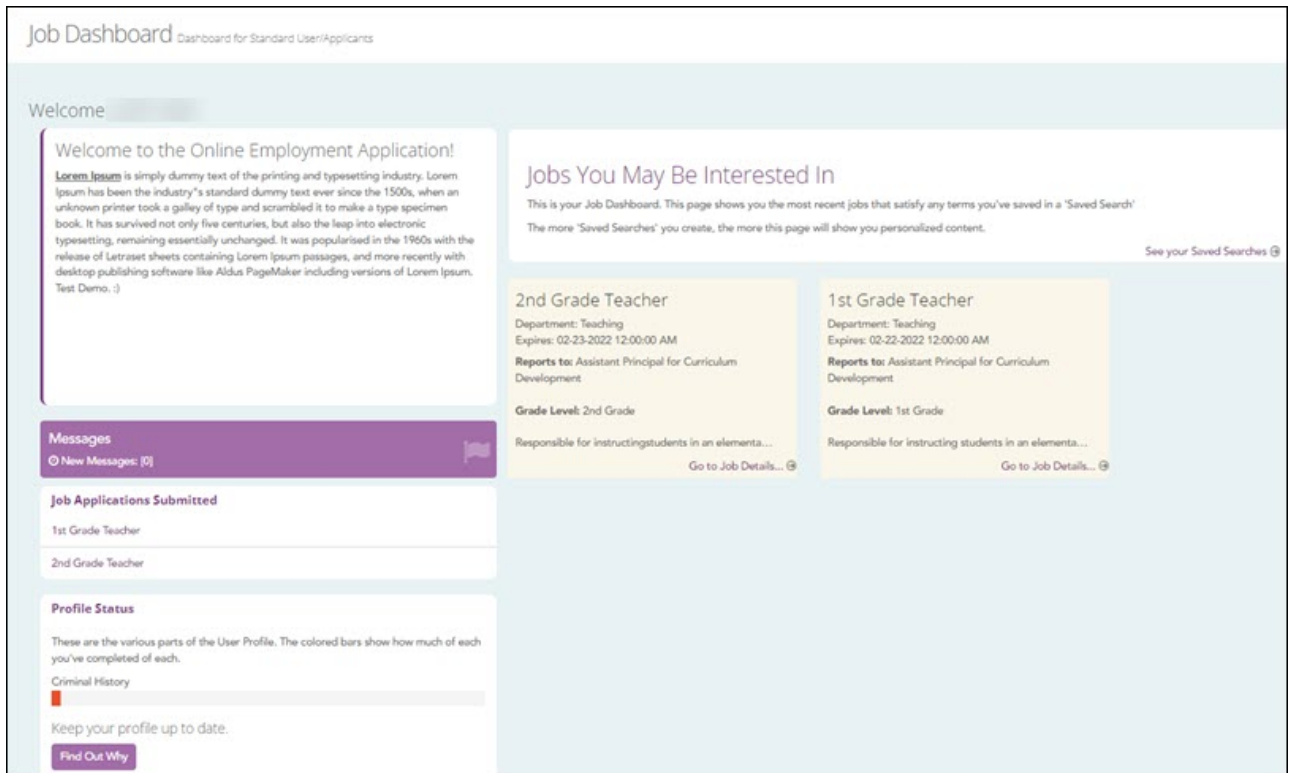 Job Dashboard Dashboard for Standard User/Applicants
Welcome
Welcome to the Online Employment Application!
Lorem Ipsum is simply dummy text of the printing and typesetting industry. Lorem
Ipsum has been the industry"s standard dummy text ever since the 1500s, when an
unknown printer took a galley of type and scrambled it to make a type specimen
book. It has survived not only five centuries, but also the leap into electronic
typesetting, remaining essentially unchanged. It was popularised in the 1960s with the
release of Letraset sheets containing Lorem Ipsum passages, and more recently with
desktop publishing software like Aldus PageMaker including versions of Lorem Ipsum.
Test Demo. :)
Messages
New Messages: [0]
Job Applications Submitted
1st Grade Teacher
2nd Grade Teacher
Profile Status
These are the various parts of the User Profile. The colored bars show how much of each
you've completed of each.
Criminal History
Keep your profile up to date.
Find Out Why
Jobs You May Be Interested In
This is your Job Dashboard. This page shows you the most recent jobs that satisfy any terms you've saved in a 'Saved Search'
The more 'Saved Searches' you create, the more this page will show you personalized content.
See your Saved Searches
2nd Grade Teacher
Department: Teaching
Expires: 02-23-2022 12:00:00 AM
Reports to: Assistant Principal for Curriculum
Development
Grade Level: 2nd Grade
Responsible for instructingstudents in an elementa...
Go to Job Details...
1st Grade Teacher
Department: Teaching
Expires: 02-22-2022 12:00:00 AM
Reports to: Assistant Principal for Curriculum
Development
Grade Level: 1st Grade
Responsible for instructing students in an elementa...
Go to Job Details...